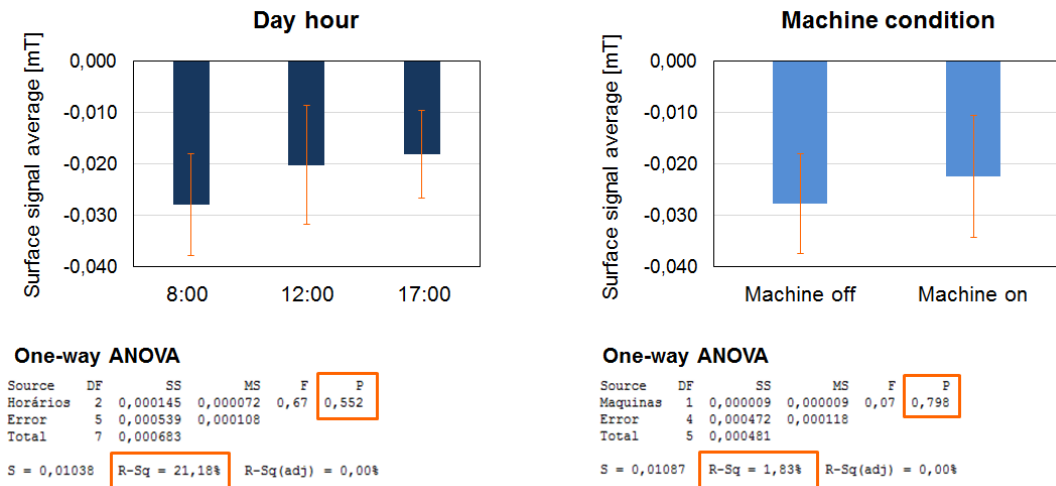 Day hour
Surface signal average [mT]
0,000
-0,010
-0,020
-0,030
-0,040
8:00 12:00 17:00
One-way ANOVA
Source DF SS MS F P
Horários 2 0,000145 0,000072 0,67 0,552
Error 5 0,000539 0,000108
Total 7 0,000683
S = 0,01038 R-Sq = 21,18% R-Sq(adj) = 0,00%
Machine condition
Surface signal average [mT]
0,000
-0,010
-0,020
-0,030
-0,040
Machine off Machine on
One-way ANOVA
Source DF SS MS F P
Maquinas 1 0,000009 0,000009 0,07 0,798
Error 4 0,000472 0,000118
Total 5 0,000481
S = 0,01087 R-Sq = 1,83% R-Sq(adj) = 0,00%